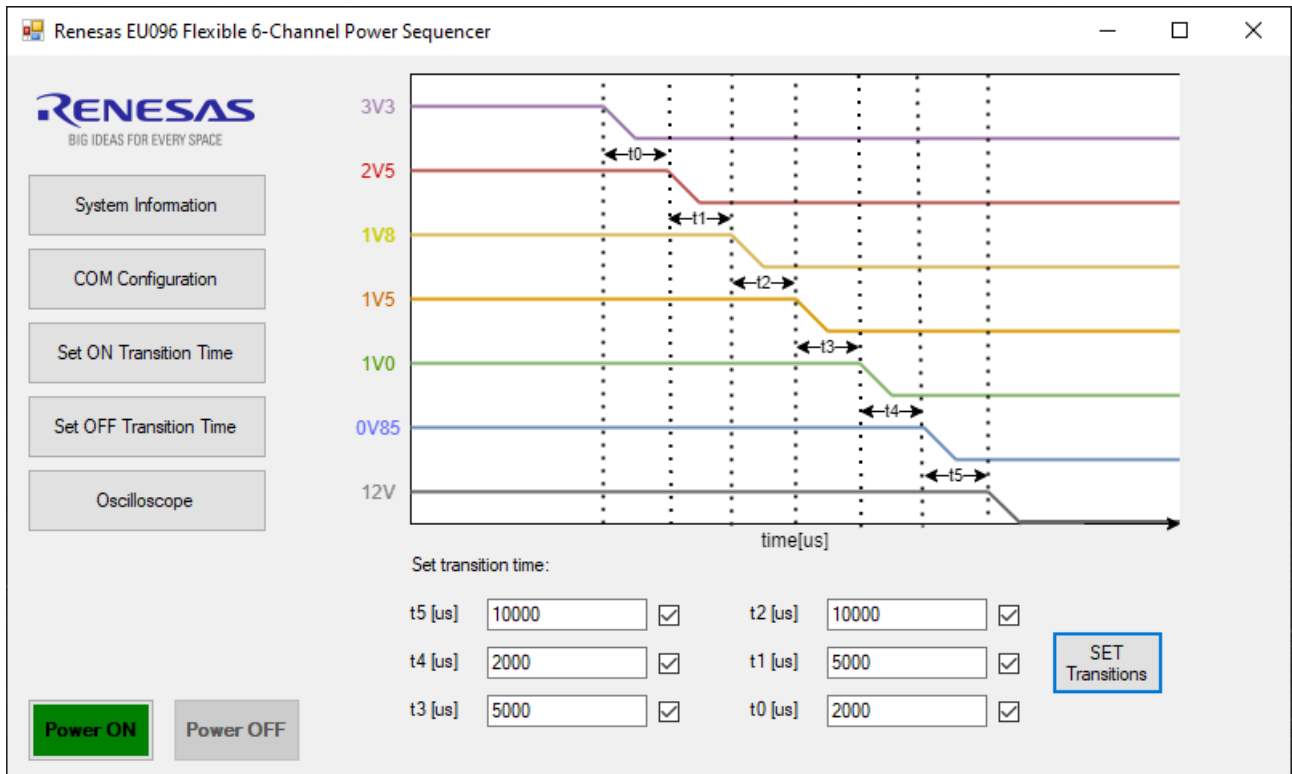 Renesas EU096 Flexible 6-Channel Power Sequencer
RENESAS
BIG IDEAS FOR EVERY SPACE
System Information
COM Configuration
Set ON Transition Time
Set OFF Transition Time
Oscilloscope
3V3
t0
2V5
t1
1V8
t2
1V5
t3
1V0
t4
0V85
t5
12V
time[us]
Set transition time:
t5 [us] 10000 t2 [us] 10000
t4 [us] 2000 t1 [us] 5000
SET
Transitions
t3 [us] 5000 t0 [us] 2000
Power ON Power OFF